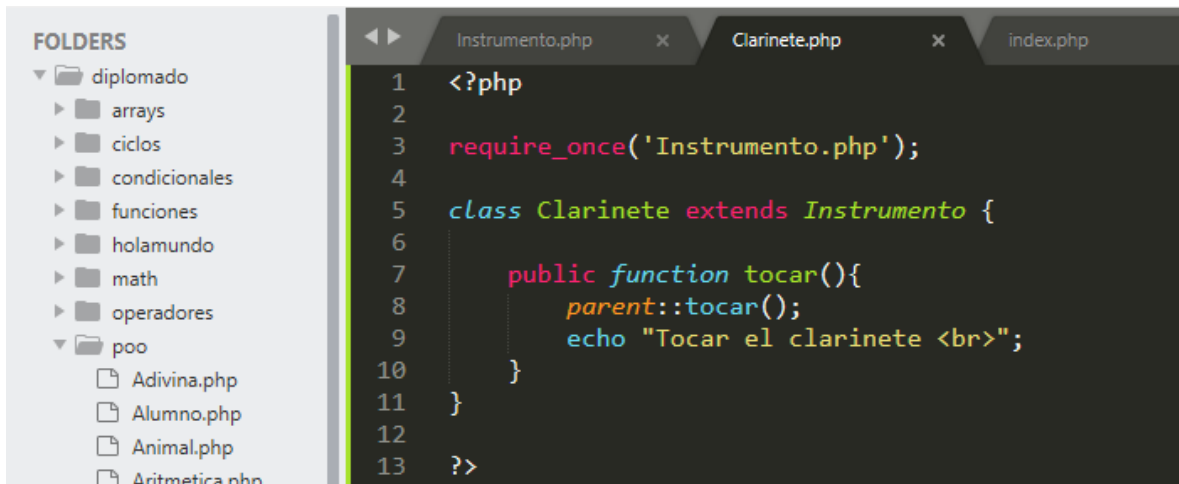 FOLDERS
diplomado
arrays
ciclos
condicionales
funciones
holamundo
math
operadores
poo
Adivina.php
Alumno.php
Animal.php
Aritmetica.php
Instrumento.php × Clarinete.php × index.php
1 <?php
2
3 require_once('Instrumento.php');
4
5 class Clarinete extends Instrumento {
6
7 public function tocar(){
8 parent::tocar();
9 echo "Tocar el clarinete <br>";
10 }
11 }
12
13 ?>